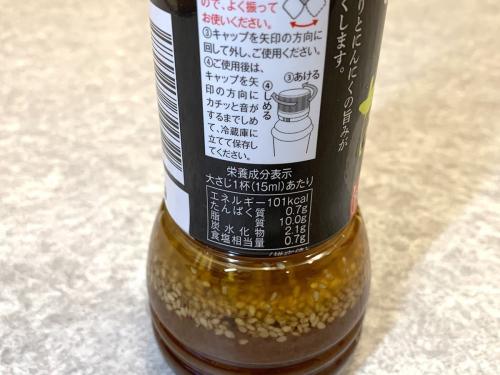 ので、よく振って
お使いください。
③キャップを矢印の方向に
回して外し、ご使用ください。
④ご使用後は、
キャップを矢
印の方向に
カチッと音が
するまでしめ
て、冷蔵庫に
立てて保存し
てください。
③あける
④しめる
栄養成分表示
大さじ1杯(15ml)あたり
エネルギー101kcal
たんぱく質 0.7g
脂質 10.0g
炭水化物 2.1g
食塩相当量 0.7g
りとにんにくの旨みが
くします。